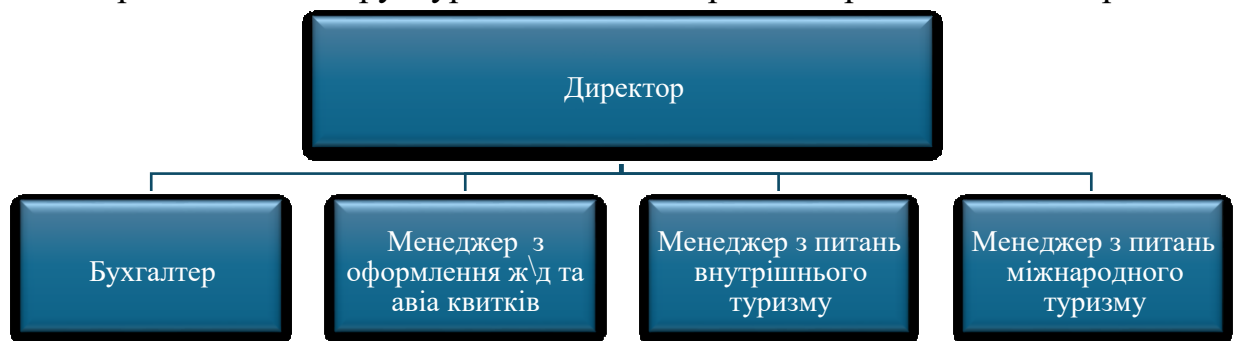 Директор
Бухгалтер
Менеджер з
оформлення ж\д та
авіа квитків
Менеджер з питань
внутрішнього
туризму
Менеджер з питань
міжнародного
туризму